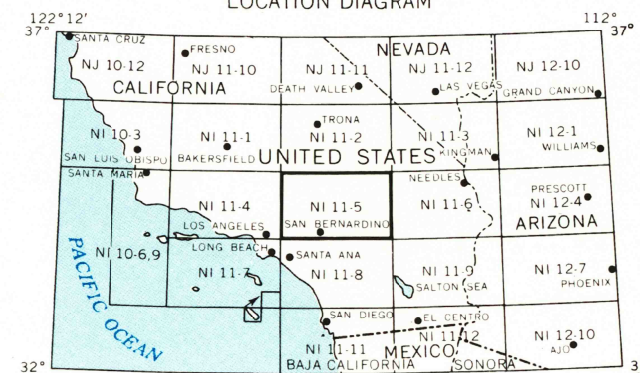 LOCATION DIAGRAM
122°12' 112°
37° 37°
SANTA CRUZ
FRESNO
NEVADA
NJ 10-12 NJ 11-10 NJ 11-11 NJ 11-12 NJ 12-10
CALIFORNIA
DEATH VALLEY
LAS VEGAS
GRAND CANYON
TRONA
NI 10-3 NI 11-1 NI 11-2 NI 11-3 NI 12-1
WILLIAMS
SAN LUIS OBISPO
BAKERSFIELD
UNITED STATES
KINGMAN
SANTA MARIA
NEEDLES
PRESCOTT
NI 11-4 NI 11-5 NI 11-6 NI 12-4
LOS ANGELES
SAN BERNARDINO
ARIZONA
LONG BEACH
SANTA ANA
NI 10-6,9 NI 11-7 NI 11-8 NI 11-9 NI 12-7
SALTON SEA
PHOENIX
PACIFIC OCEAN
SAN DIEGO
EL CENTRO
NI 11-11 NI 11-12 NI 12-10
MEXICO
AJO
BAJA CALIFORNIA
SONORA
32° 3